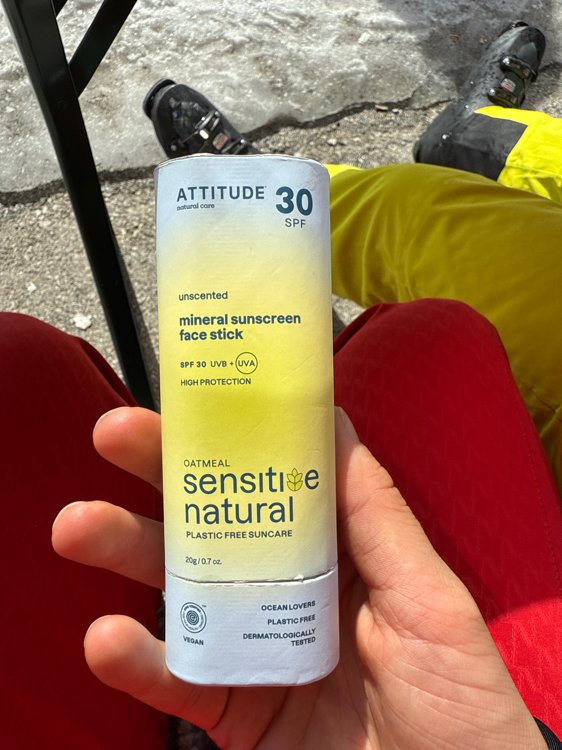 ATTITUDE™ 30
natural care SPF
unscented
mineral sunscreen
face stick
SPF 30 UVB + UVA
HIGH PROTECTION
OATMEAL
sensitive
natural
PLASTIC FREE SUNCARE
20g / 0.7 oz.
VEGAN
OCEAN LOVERS
PLASTIC FREE
DERMATOLOGICALLY
TESTED